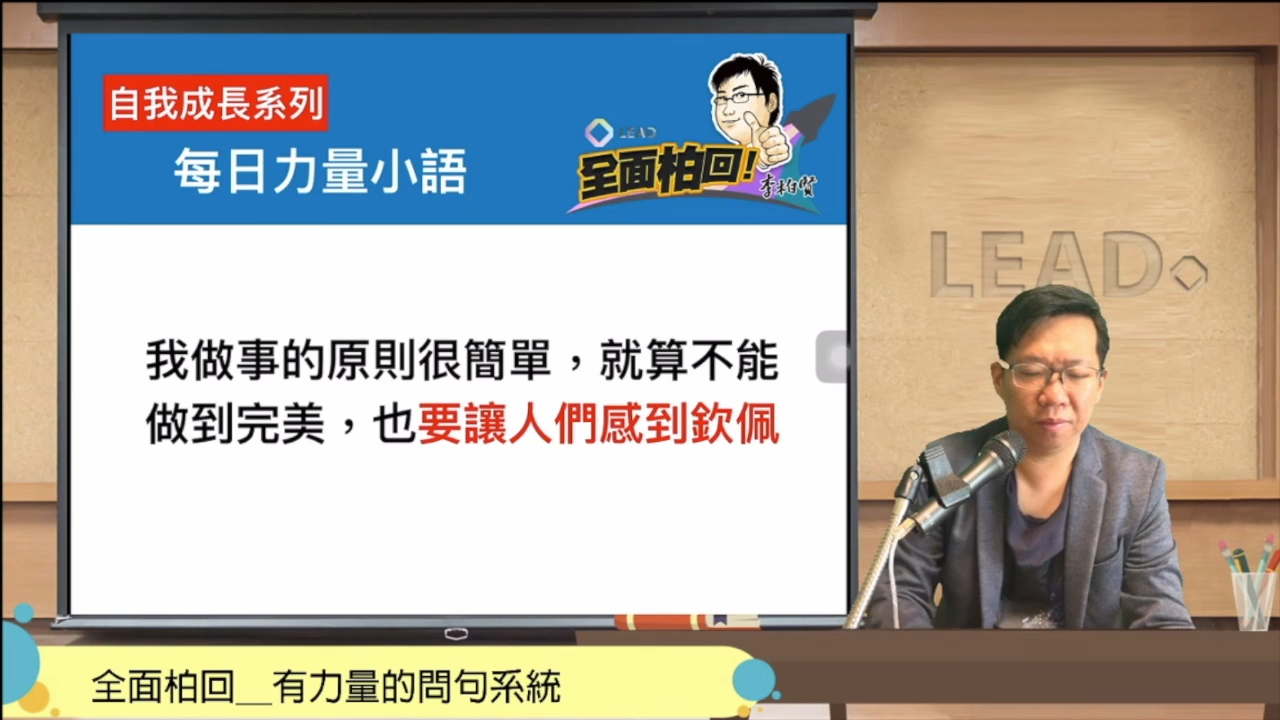 自我成長系列
每日力量小語
LEAD
全面柏回!
李柏賢
我做事的原則很簡單，就算不能
做到完美，也要讓人們感到欽佩
LEAD
全面柏回__有力量的問句系統